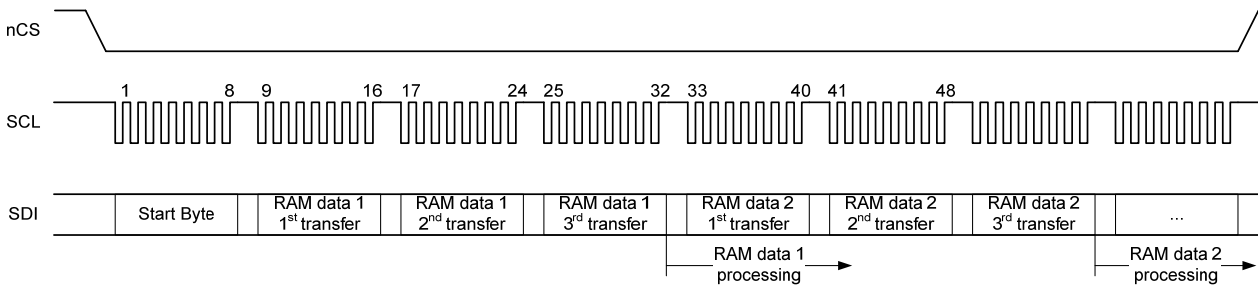 nCS
1 8 9 16 17 24 25 32 33 40 41 48
SCL
SDI
Start Byte
RAM data 1
1st transfer
RAM data 1
2nd transfer
RAM data 1
3rd transfer
RAM data 2
1st transfer
RAM data 2
2nd transfer
RAM data 2
3rd transfer
...
RAM data 1
processing
RAM data 2
processing